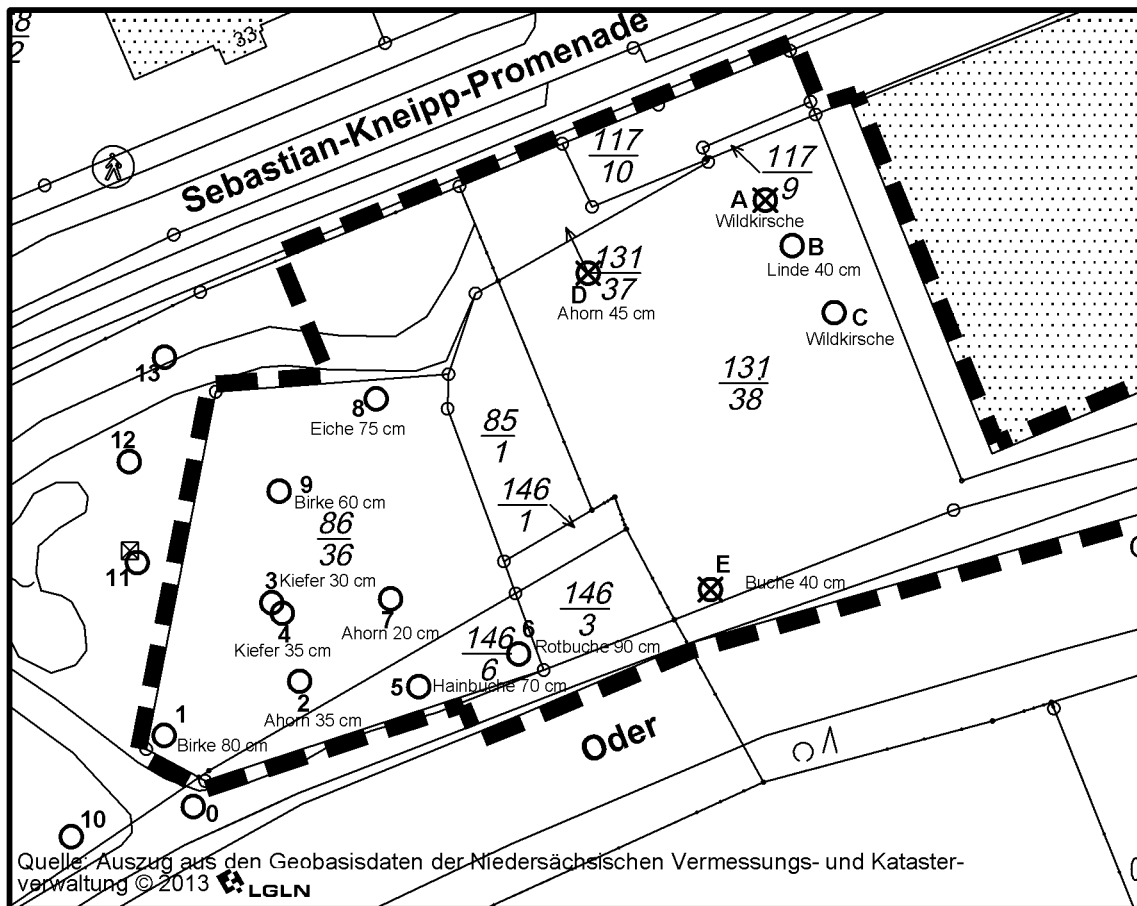 8
2
33
Sebastian-Kneipp-Promenade
117
10
117
9
A
Wildkirsche
B
Linde 40 cm
131
37
D
Ahorn 45 cm
C
Wildkirsche
13
131
38
8
Eiche 75 cm
85
1
12
9
Birke 60 cm
146
1
86
36
11
3
Kiefer 30 cm
4
Kiefer 35 cm
7
Ahorn 20 cm
E
Buche 40 cm
146
3
6
Rotbuche 90 cm
146
6
5
Hainbuche 70 cm
2
Ahorn 35 cm
1
Birke 80 cm
Oder
0
10
Quelle: Auszug aus den Geobasisdaten der Niedersächsischen Vermessungs- und Kataster-
verwaltung © 2013 LGLN